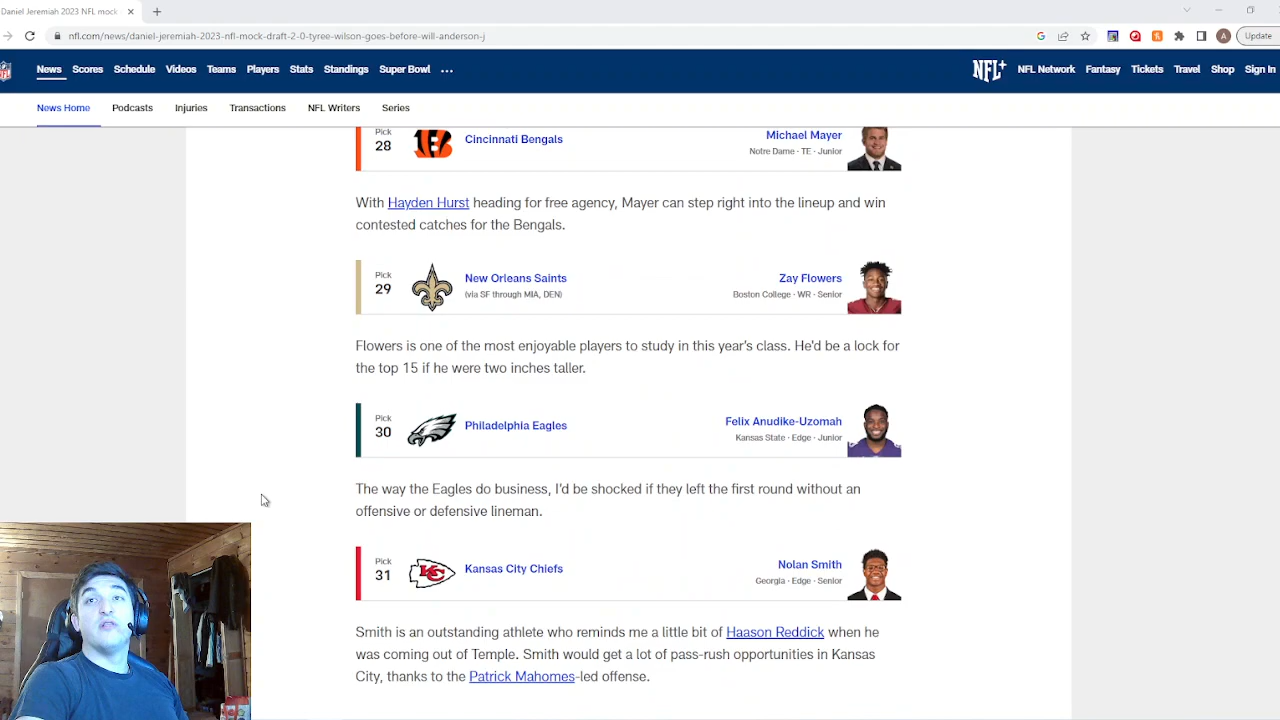 Daniel Jeremiah 2023 NFL mock
nfl.com/news/daniel-jeremiah-2023-nfl-mock-draft-2-0-tyree-wilson-goes-before-will-anderson-j
A
Update
News Scores Schedule Videos Teams Players Stats Standings Super Bowl ...
NFL+ NFL Network Fantasy Tickets Travel Shop Sign In
News Home Podcasts Injuries Transactions NFL Writers Series
Pick
28
Cincinnati Bengals
Michael Mayer
Notre Dame · TE · Junior
With Hayden Hurst heading for free agency, Mayer can step right into the lineup and win
contested catches for the Bengals.
Pick
29
New Orleans Saints
(via SF through MIA, DEN)
Zay Flowers
Boston College · WR · Senior
Flowers is one of the most enjoyable players to study in this year's class. He'd be a lock for
the top 15 if he were two inches taller.
Pick
30
Philadelphia Eagles
Felix Anudike-Uzomah
Kansas State · Edge · Junior
The way the Eagles do business, I'd be shocked if they left the first round without an
offensive or defensive lineman.
Pick
31
KC
Kansas City Chiefs
Nolan Smith
Georgia · Edge · Senior
Smith is an outstanding athlete who reminds me a little bit of Haason Reddick when he
was coming out of Temple. Smith would get a lot of pass-rush opportunities in Kansas
City, thanks to the Patrick Mahomes-led offense.